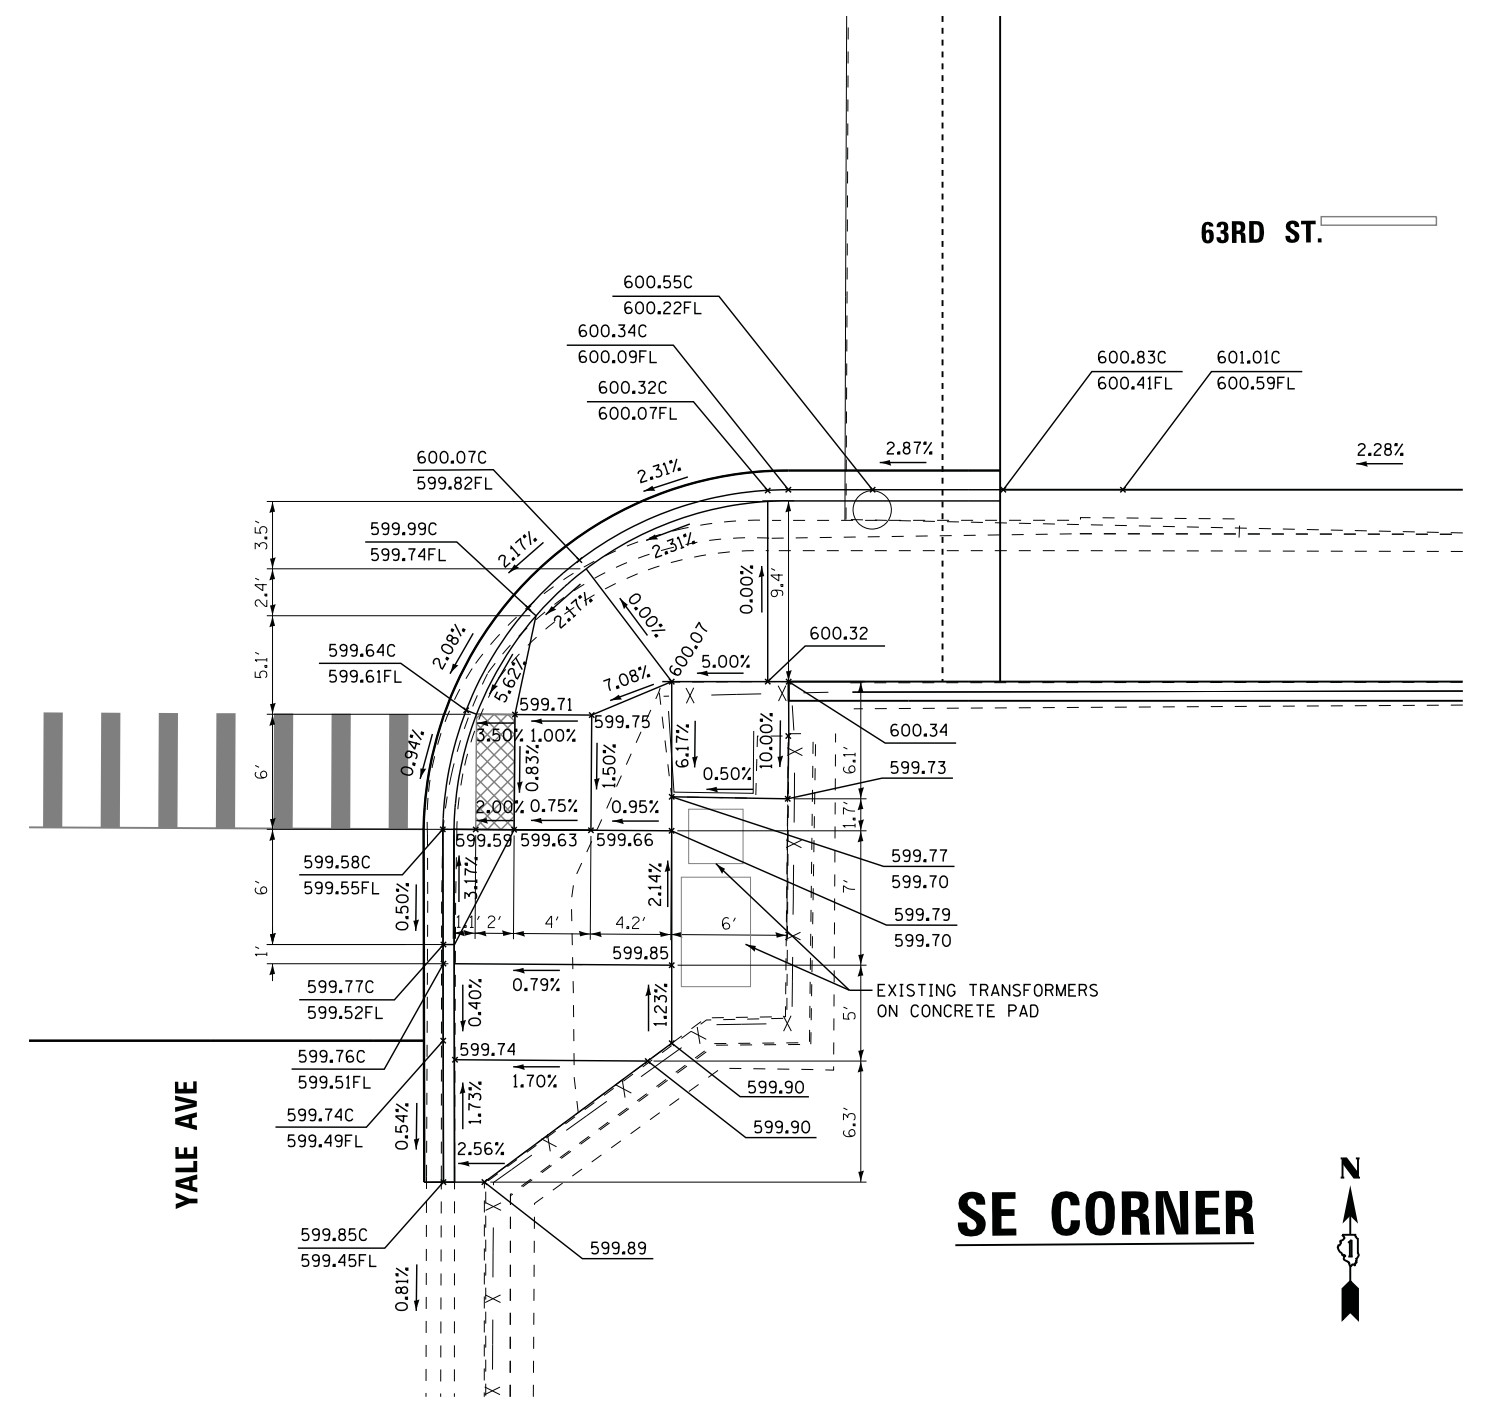 63RD ST.
600.55C
600.22FL
600.34C
600.09FL
600.32C
600.07FL
600.83C
600.41FL
601.01C
600.59FL
2.87%
2.28%
600.07C
599.82FL
2.31%
599.99C
599.74FL
2.17%
2.31%
3.5'
2.4'
5.1'
6'
6'
1'
2.17%
0.00%
0.00%
9.4'
600.07
600.32
2.08%
5.62%
5.00%
7.08%
599.64C
599.61FL
599.71
599.75
600.34
3.50%
1.00%
0.94%
0.83%
1.50%
6.17%
10.00%
0.50%
6.1'
599.73
2.00%
0.75%
0.95%
1.7'
599.59
599.63
599.66
599.58C
599.55FL
599.77
599.70
3.17%
2.14%
7'
0.50%
1.1'
2'
4'
4.2'
6'
599.79
599.70
599.85
599.77C
599.52FL
0.79%
0.40%
1.23%
EXISTING TRANSFORMERS
ON CONCRETE PAD
5'
599.74
599.76C
599.51FL
1.70%
599.90
599.74C
599.49FL
1.73%
0.54%
599.90
6.3'
2.56%
YALE AVE
N
1
SE CORNER
599.85C
599.45FL
599.89
0.81%